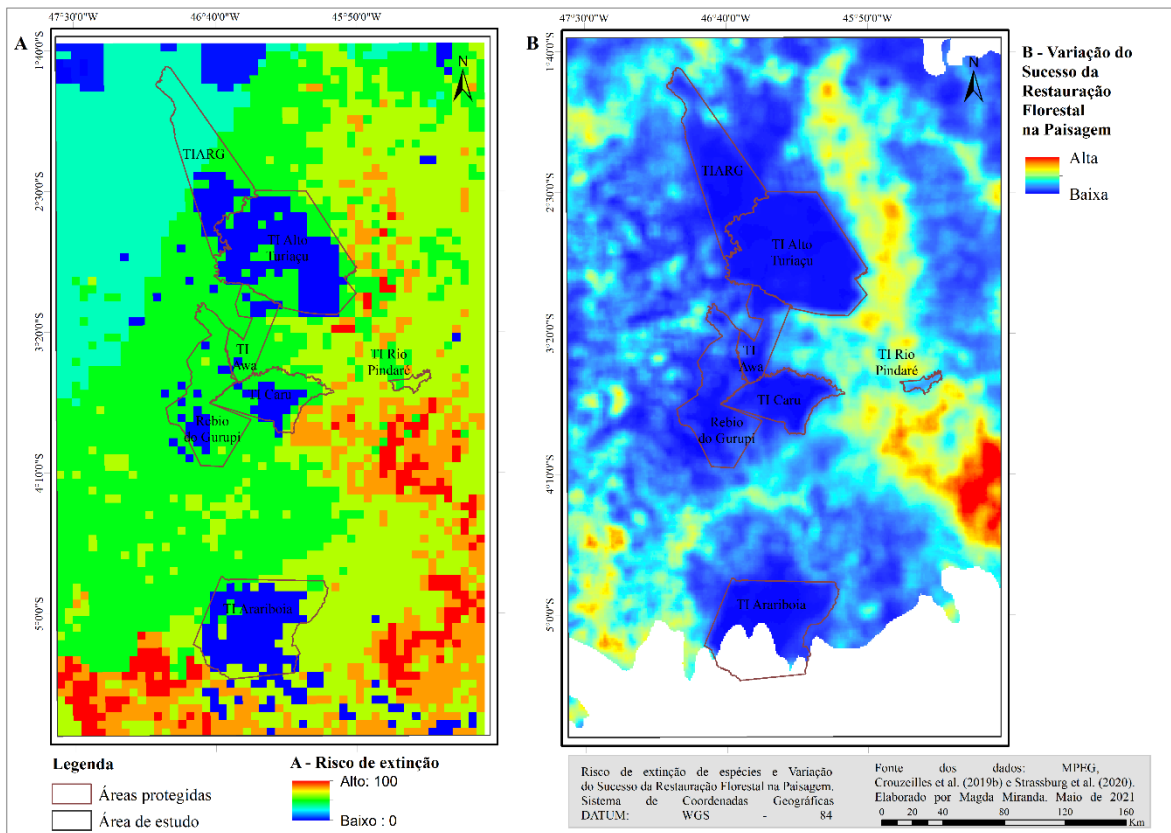 47°30'0"W
46°40'0"W
45°50'0"W
A
1°40'0"S
2°30'0"S
3°20'0"S
4°10'0"S
5°0'0"S
N
TIARG
TI Alto
Turiaçu
TI
Awa
TI Rio
Pindaré
TI Caru
Rebio
do Gurupi
TI Arariboia
Legenda
Áreas protegidas
Área de estudo
A - Risco de extinção
Alto: 100
Baixo : 0
47°30'0"W
46°40'0"W
45°50'0"W
B
1°40'0"S
2°30'0"S
3°20'0"S
4°10'0"S
5°0'0"S
N
TIARG
TI Alto
Turiaçu
TI
Awa
TI Rio
Pindaré
TI Caru
Rebio
do Gurupi
TI Arariboia
B - Variação do
Sucesso da
Restauração
Florestal
na Paisagem
Alta
Baixa
Risco de extinção de espécies e Variação
do Sucesso da Restauração Florestal na Paisagem.
Sistema de Coordenadas Geográficas
DATUM: WGS - 84
Fonte dos dados: MPEG,
Crouzeilles et al. (2019b) e Strassburg et al. (2020).
Elaborado por Magda Miranda. Maio de 2021
0 20 40 80 120 160
Km